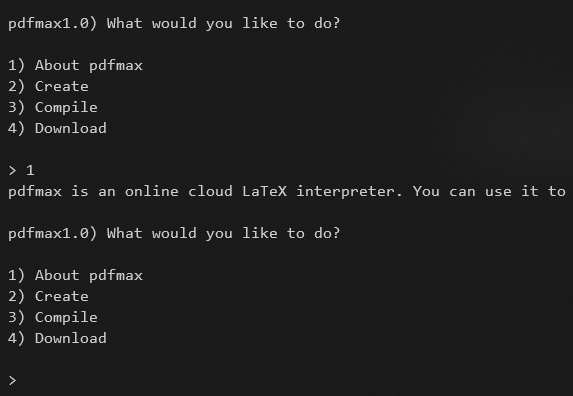 pdfmax1.0) What would you like to do?
1) About pdfmax
2) Create
3) Compile
4) Download
> 1
pdfmax is an online cloud LaTeX interpreter. You can use it to
pdfmax1.0) What would you like to do?
1) About pdfmax
2) Create
3) Compile
4) Download
>